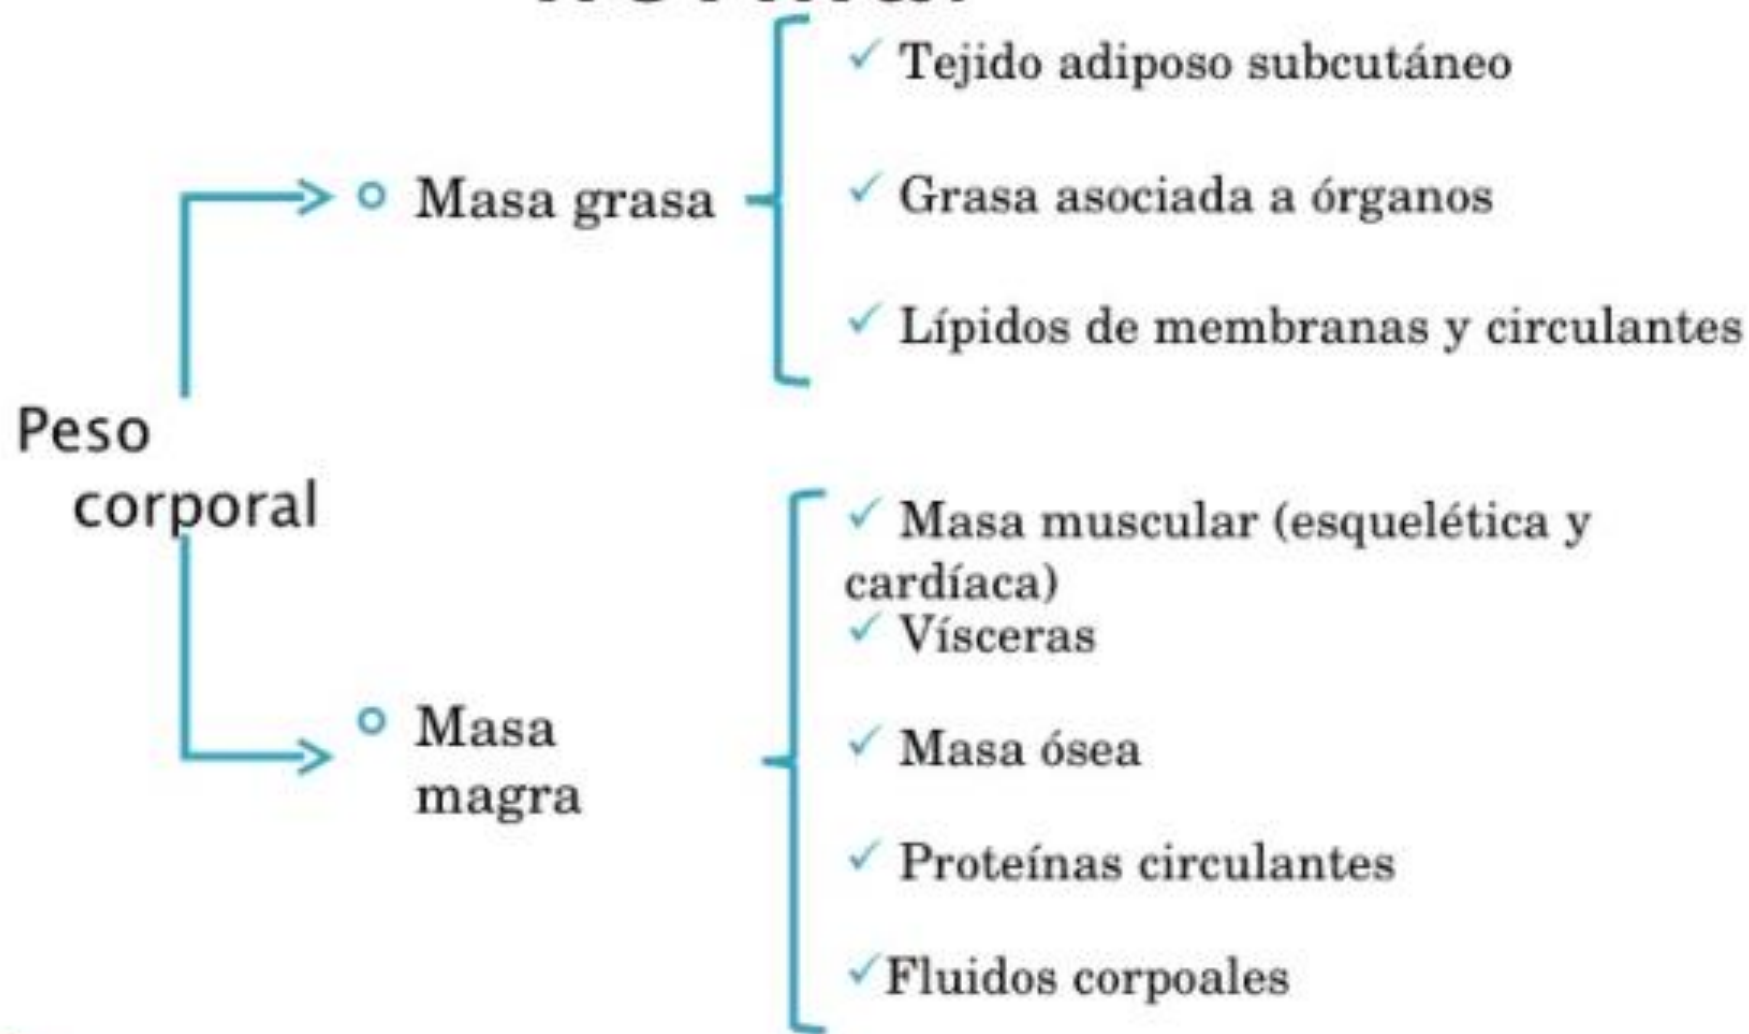 Tejido adiposo subcutáneo
Masa grasa
Grasa asociada a órganos
Lípidos de membranas y circulantes
Peso
corporal
Masa muscular (esquelética y
cardíaca)
Vísceras
Masa
magra
Masa ósea
Proteínas circulantes
Fluidos corpoales